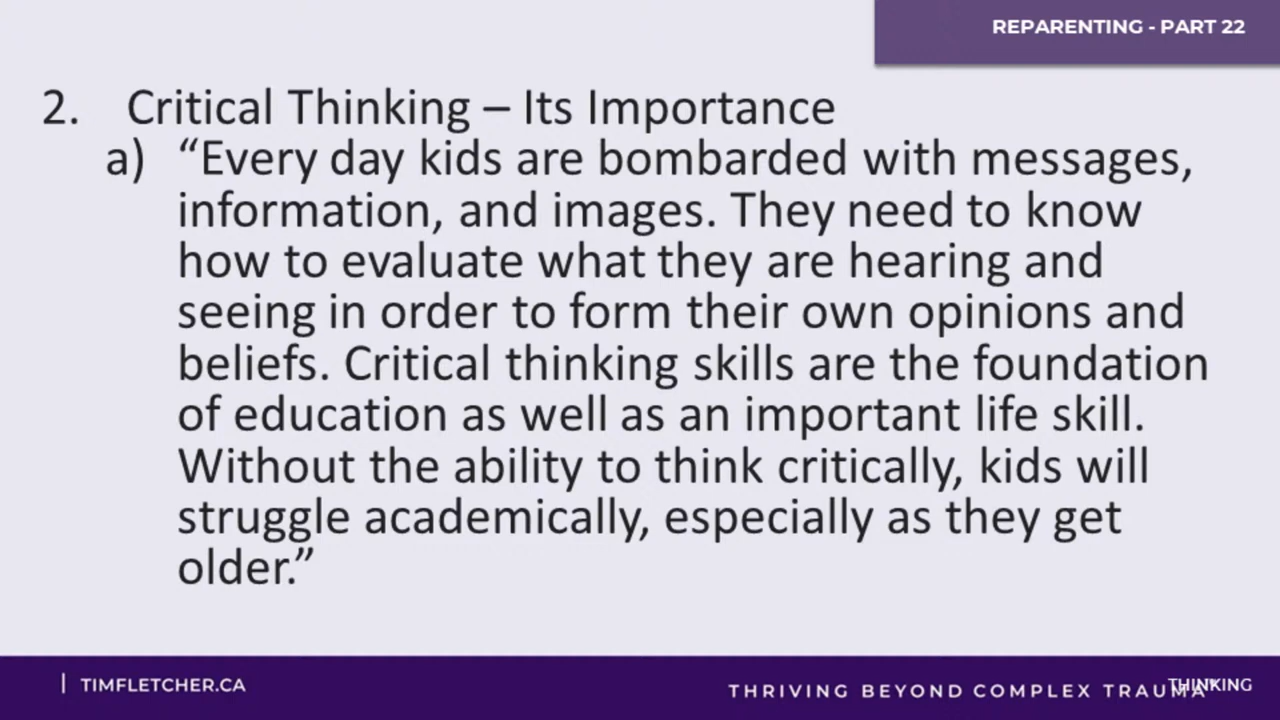 REPARENTING - PART 22
2. Critical Thinking – Its Importance
a) “Every day kids are bombarded with messages,
information, and images. They need to know
how to evaluate what they are hearing and
seeing in order to form their own opinions and
beliefs. Critical thinking skills are the foundation
of education as well as an important life skill.
Without the ability to think critically, kids will
struggle academically, especially as they get
older.”
| TIMFLETCHER.CA
THRIVING BEYOND COMPLEX TRAUMA
THINKING